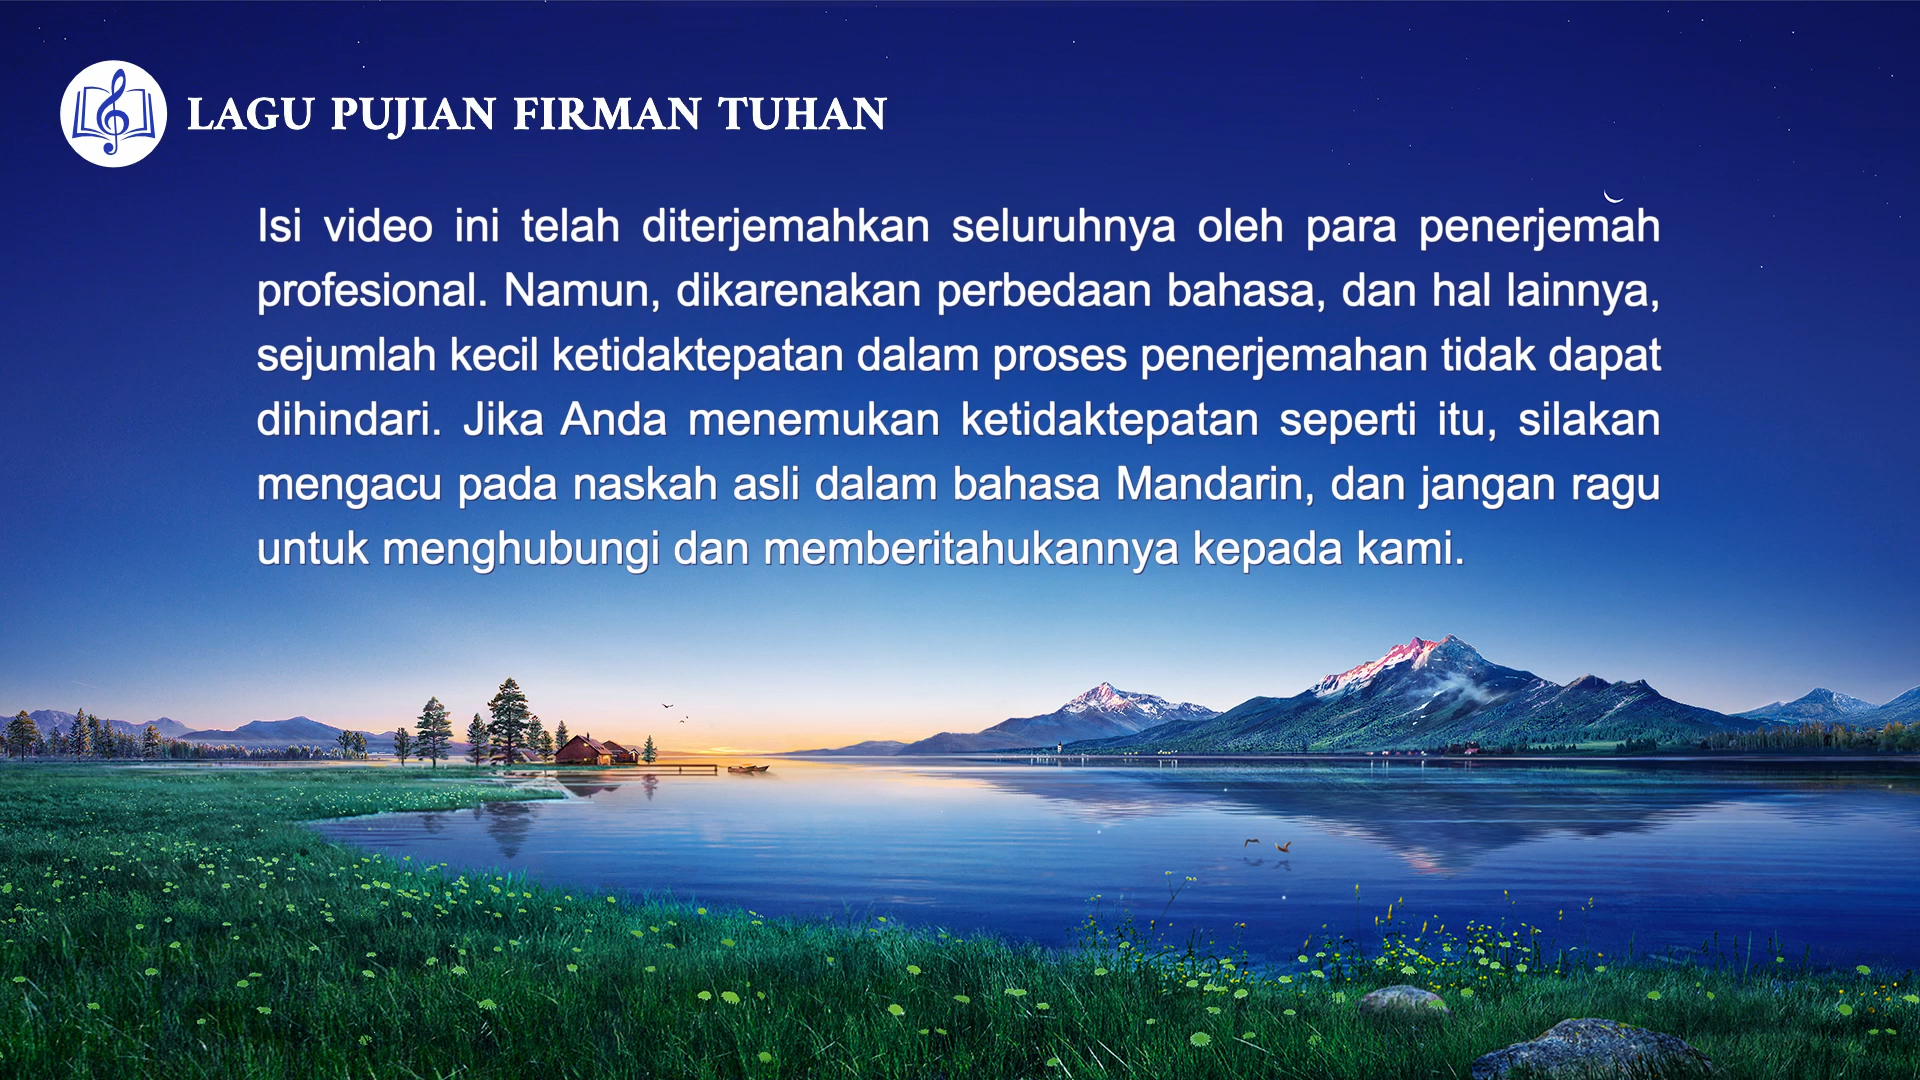 LAGU PUJIAN FIRMAN TUHAN
Isi video ini telah diterjemahkan seluruhnya oleh para penerjemah
profesional. Namun, dikarenakan perbedaan bahasa, dan hal lainnya,
sejumlah kecil ketidaktepatan dalam proses penerjemahan tidak dapat
dihindari. Jika Anda menemukan ketidaktepatan seperti itu, silakan
mengacu pada naskah asli dalam bahasa Mandarin, dan jangan ragu
untuk menghubungi dan memberitahukannya kepada kami.